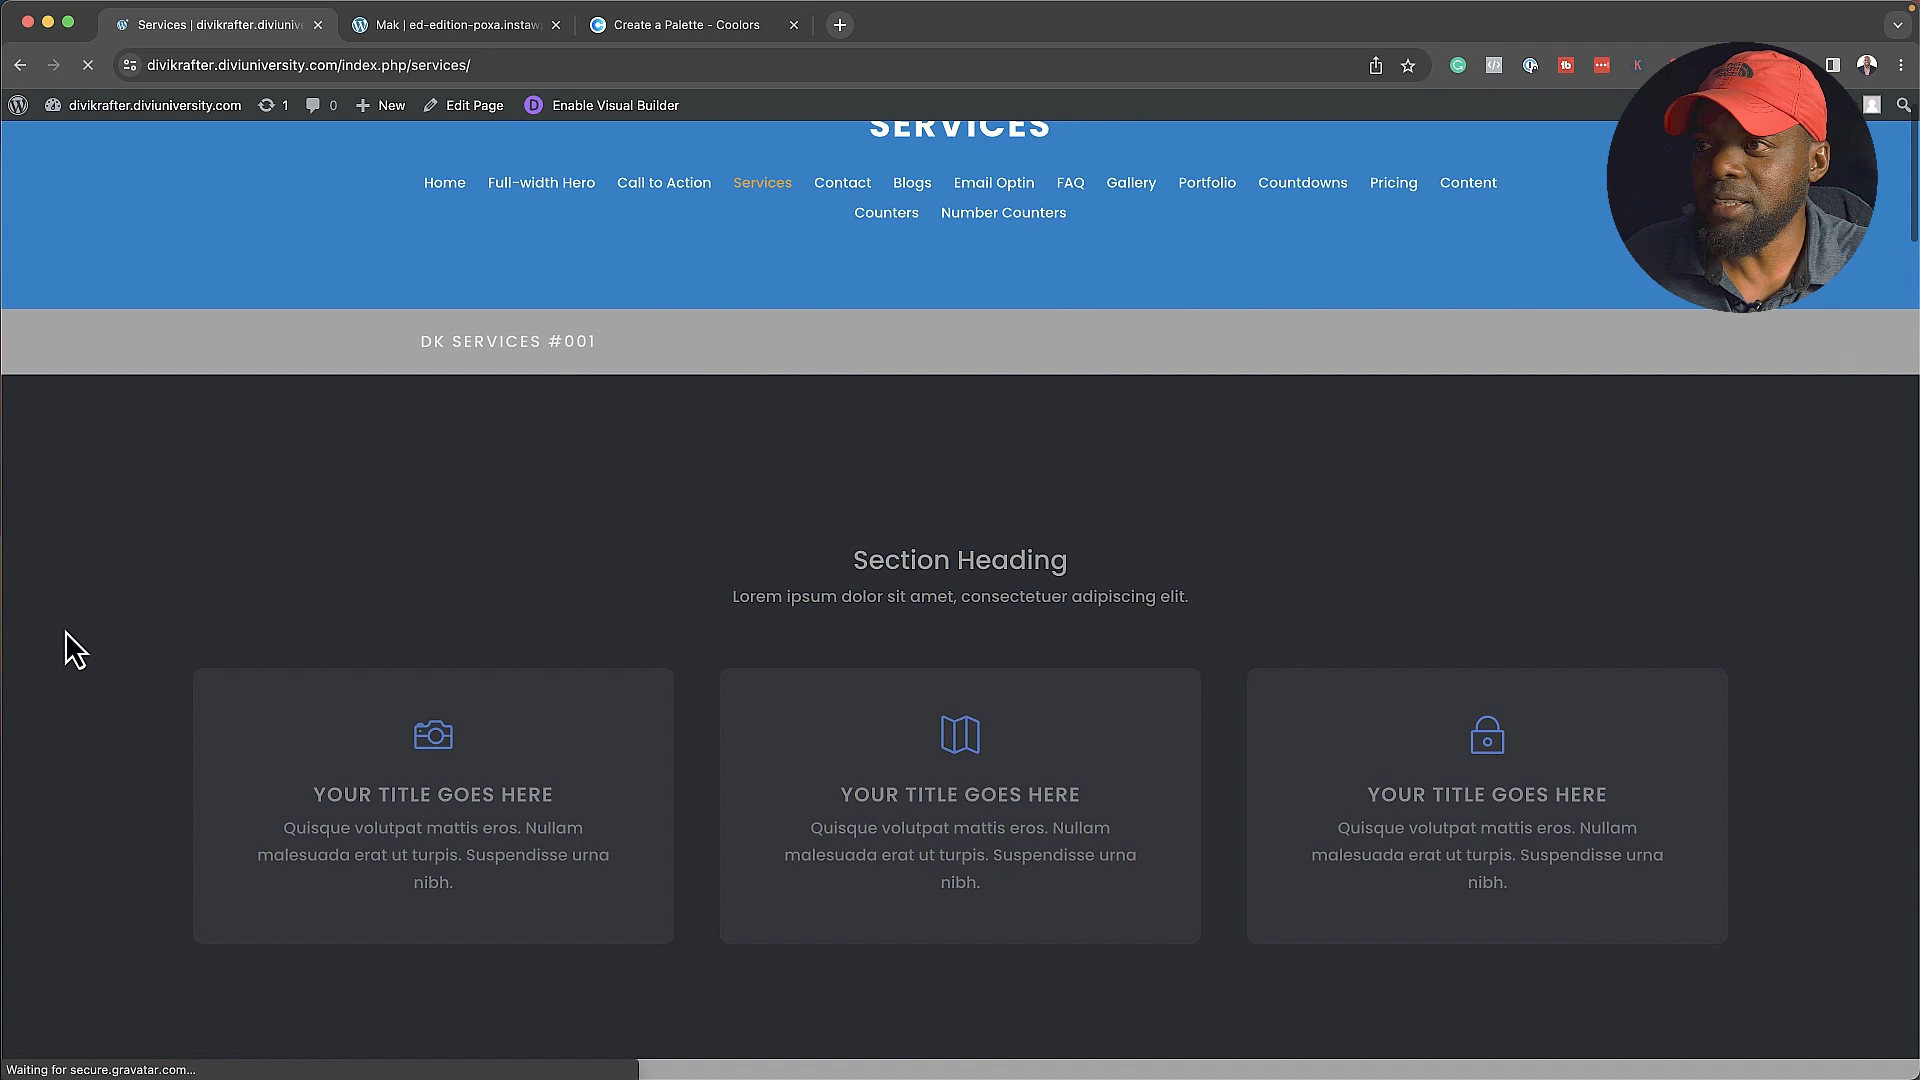 Services | divikrafter.diviunive
Mak | ed-edition-poxa.instaw
Create a Palette - Coolors
divikrafter.diviuniversity.com/index.php/services/
divikrafter.diviuniversity.com 1 0 New Edit Page Enable Visual Builder
SERVICES
Home Full-width Hero Call to Action Services Contact Blogs Email Optin FAQ Gallery Portfolio Countdowns Pricing Content
Counters Number Counters
DK SERVICES #001
Section Heading
Lorem ipsum dolor sit amet, consectetuer adipiscing elit.
YOUR TITLE GOES HERE
Quisque volutpat mattis eros. Nullam
malesuada erat ut turpis. Suspendisse urna
nibh.
YOUR TITLE GOES HERE
Quisque volutpat mattis eros. Nullam
malesuada erat ut turpis. Suspendisse urna
nibh.
YOUR TITLE GOES HERE
Quisque volutpat mattis eros. Nullam
malesuada erat ut turpis. Suspendisse urna
nibh.
Waiting for secure.gravatar.com...